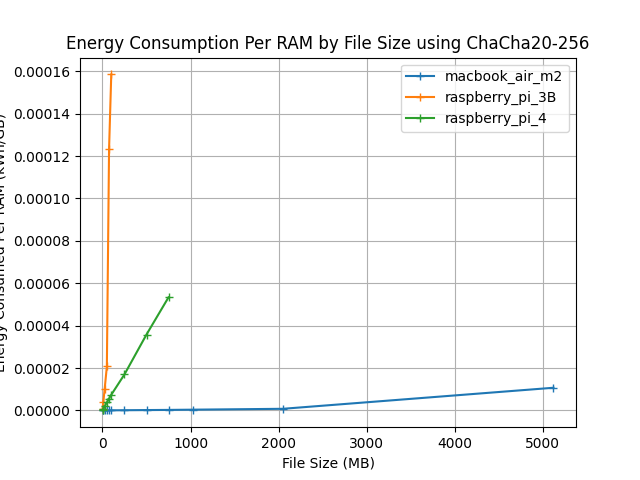 Energy Consumption Per RAM by File Size using ChaCha20-256
macbook_air_m2
raspberry_pi_3B
raspberry_pi_4
0.00016
0.00014
0.00012
0.00010
0.00008
0.00006
0.00004
0.00002
0.00000
Energy Consumed Per RAM (kWh/GB)
0 1000 2000 3000 4000 5000
File Size (MB)